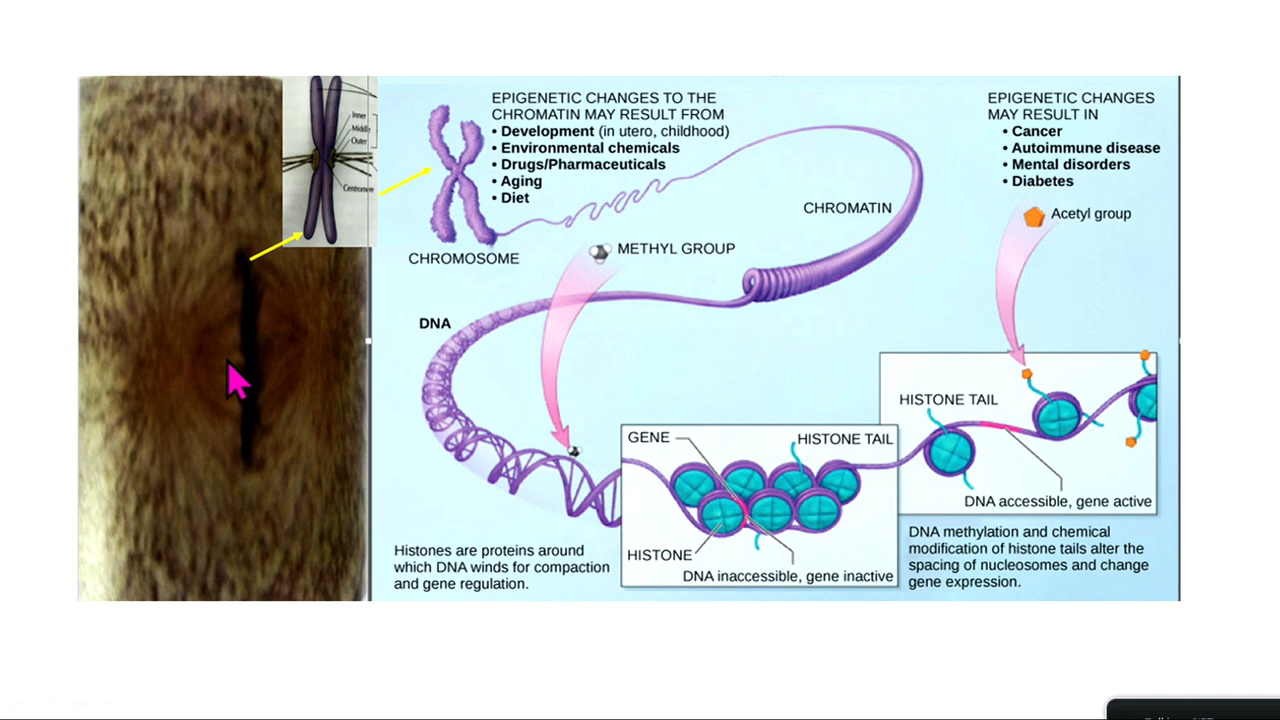 Inner
Middle
Outer
Centromere
EPIGENETIC CHANGES TO THE
CHROMATIN MAY RESULT FROM
• Development (in utero, childhood)
• Environmental chemicals
• Drugs/Pharmaceuticals
• Aging
• Diet
EPIGENETIC CHANGES
MAY RESULT IN
• Cancer
• Autoimmune disease
• Mental disorders
• Diabetes
CHROMATIN
Acetyl group
METHYL GROUP
CHROMOSOME
DNA
HISTONE TAIL
GENE
HISTONE TAIL
DNA accessible, gene active
HISTONE
DNA inaccessible, gene inactive
Histones are proteins around
which DNA winds for compaction
and gene regulation.
DNA methylation and chemical
modification of histone tails alter the
spacing of nucleosomes and change
gene expression.